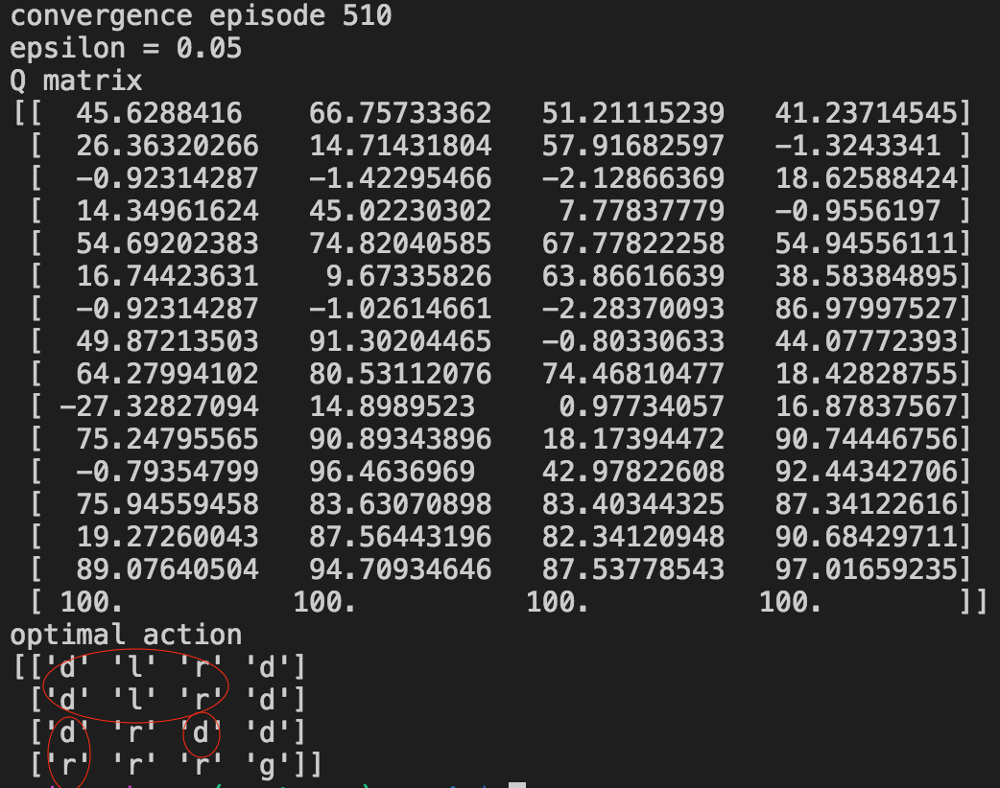 convergence episode 510
epsilon = 0.05
Q matrix
[[ 45.6288416 66.75733362 51.21115239 41.23714545]
[ 26.36320266 14.71431804 57.91682597 -1.3243341 ]
[ -0.92314287 -1.42295466 -2.12866369 18.62588424]
[ 14.34961624 45.02230302 7.77837779 -0.9556197 ]
[ 54.69202383 74.82040585 67.77822258 54.94556111]
[ 16.74423631 9.67335826 63.86616639 38.58384895]
[ -0.92314287 -1.02614661 -2.28370093 86.97997527]
[ 49.87213503 91.30204465 -0.80330633 44.07772393]
[ 64.27994102 80.53112076 74.46810477 18.42828755]
[ -27.32827094 14.8989523 0.97734057 16.87837567]
[ 75.24795565 90.89343896 18.17394472 90.74446756]
[ -0.79354799 96.4636969 42.97822608 92.44342706]
[ 75.94559458 83.63070898 83.40344325 87.34122616]
[ 19.27260043 87.56443196 82.34120948 90.68429711]
[ 89.07640504 94.70934646 87.53778543 97.01659235]
[ 100. 100. 100. 100. ]]
optimal action
[['d' 'l' 'r' 'd']
['d' 'l' 'r' 'd']
['d' 'r' 'd' 'd']
['r' 'r' 'r' 'g']]